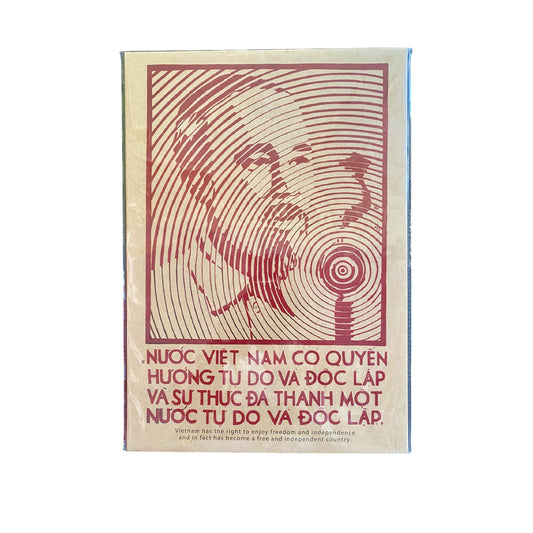 NƯỚC VIỆT NAM CÓ QUYỀN
HƯỞNG TỰ DO VÀ ĐỘC LẬP
VÀ SỰ THỰC ĐÃ THÀNH MỘT
NƯỚC TỰ DO VÀ ĐỘC LẬP.
Vietnam has the right to enjoy freedom and independence
and in fact has become a free and independent country.